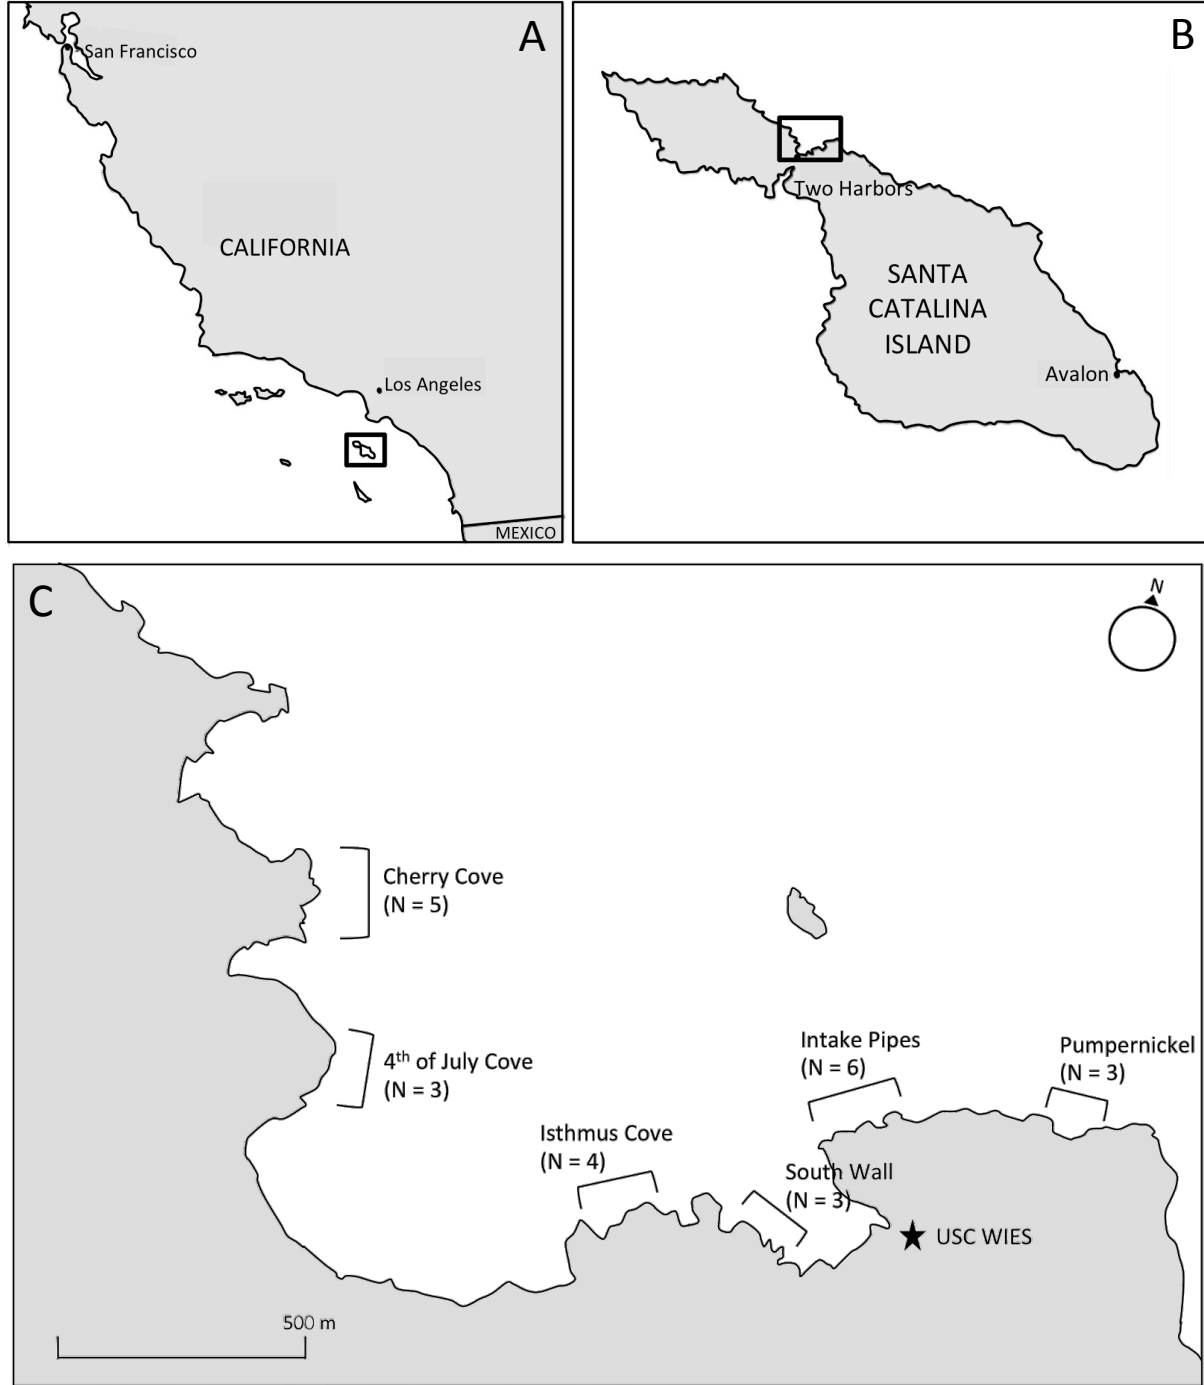 A
San Francisco
CALIFORNIA
Los Angeles
MEXICO
B
Two Harbors
SANTA
CATALINA
ISLAND
Avalon
C
N
Cherry Cove
(N = 5)
4th of July Cove
(N = 3)
Isthmus Cove
(N = 4)
Intake Pipes
(N = 6)
Pumpernickel
(N = 3)
South Wall
(N = 3)
USC WIES
500 m